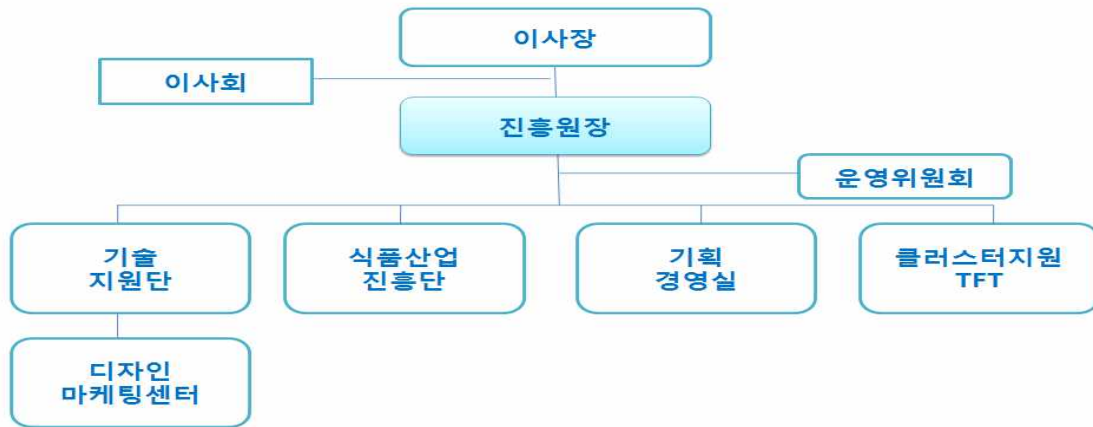 이사장
이사회
진흥원장
운영위원회
기술
지원단
식품산업
진흥단
기획
경영실
클러스터지원
TFT
디자인
마케팅센터